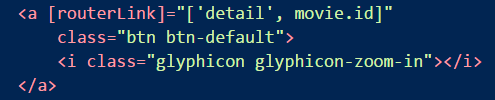 <a [routerLink]="['detail', movie.id]"
class="btn btn-default">
<i class="glyphicon glyphicon-zoom-in"></i>
</a>